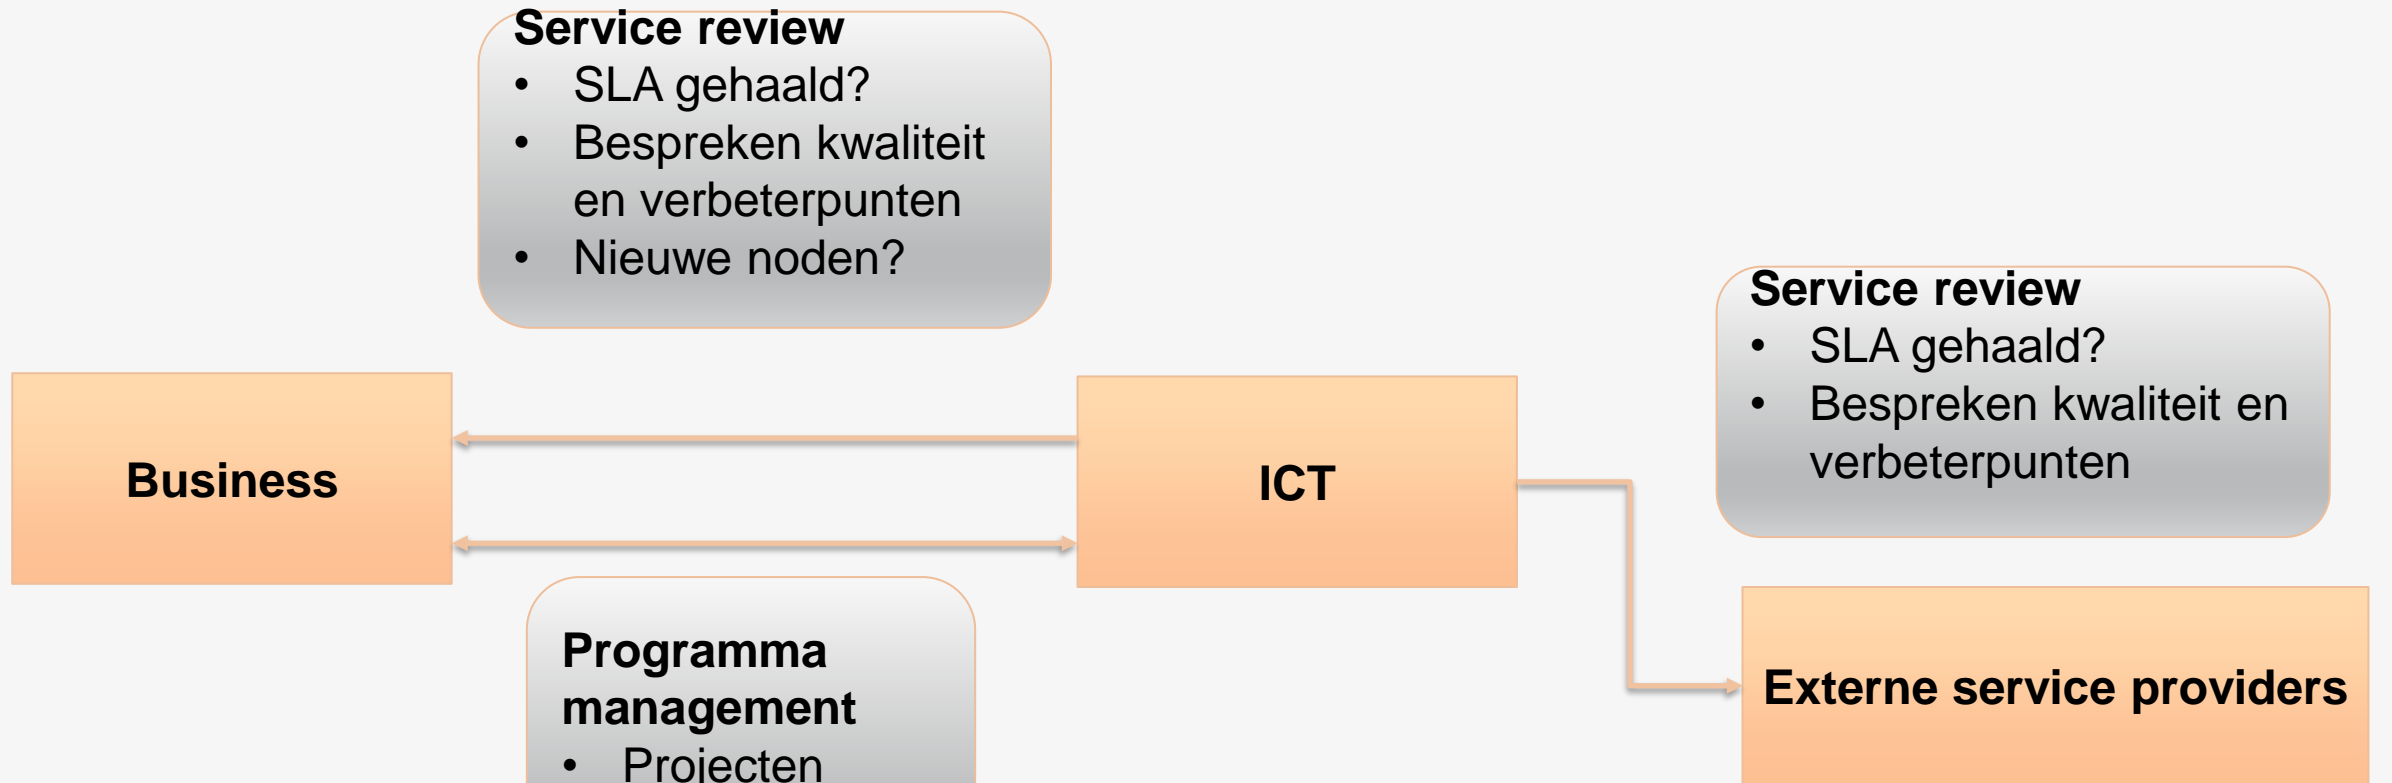 Service review
• SLA gehaald?
• Bespreken kwaliteit
en verbeterpunten
• Nieuwe noden?
Service review
• SLA gehaald?
• Bespreken kwaliteit en
verbeterpunten
Business
ICT
Programma
management
• Projecten
Externe service providers